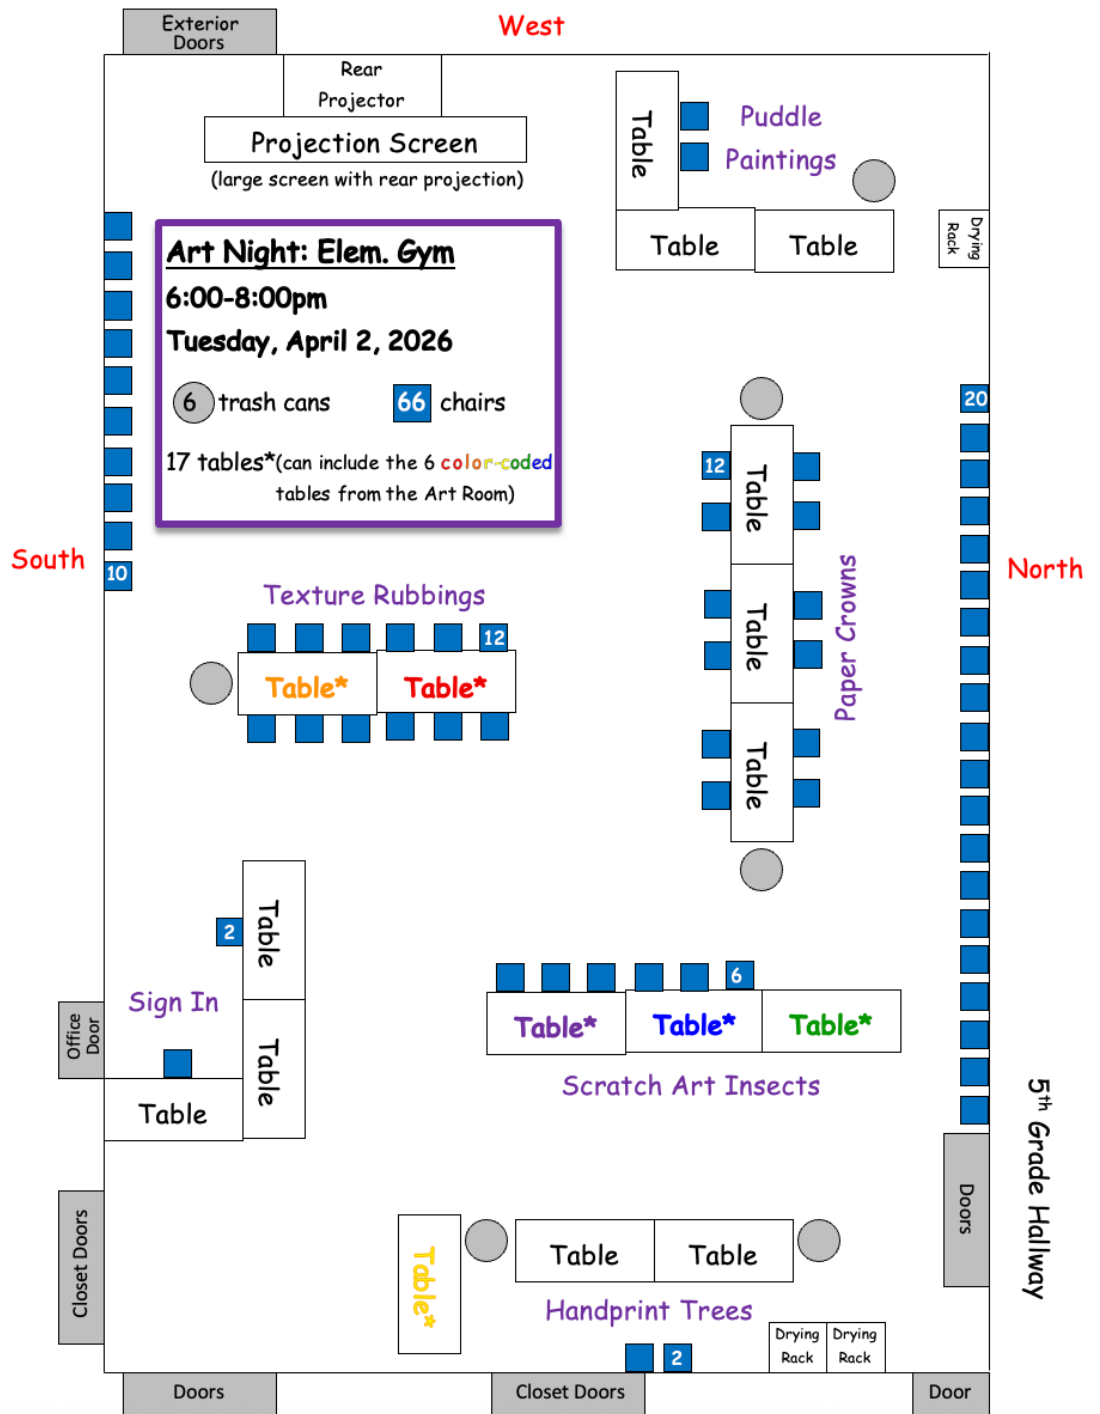 Exterior
Doors
West
Rear
Projector
Projection Screen
(large screen with rear projection)
Table
Puddle
Paintings
Table
Table
Drying
Rack
Art Night: Elem. Gym
6:00-8:00pm
Tuesday, April 2, 2026
6 trash cans
66 chairs
17 tables*(can include the 6 color-coded
tables from the Art Room)
20
12
Table
South
10
North
Texture Rubbings
12
Table
Paper Crowns
Table*
Table*
Table
Table
2
6
Sign In
Office
Door
Table*
Table*
Table*
Table
Scratch Art Insects
Table
5th Grade Hallway
Doors
Closet Doors
Table*
Table
Table
Handprint Trees
2
Drying
Rack
Drying
Rack
Doors
Closet Doors
Door